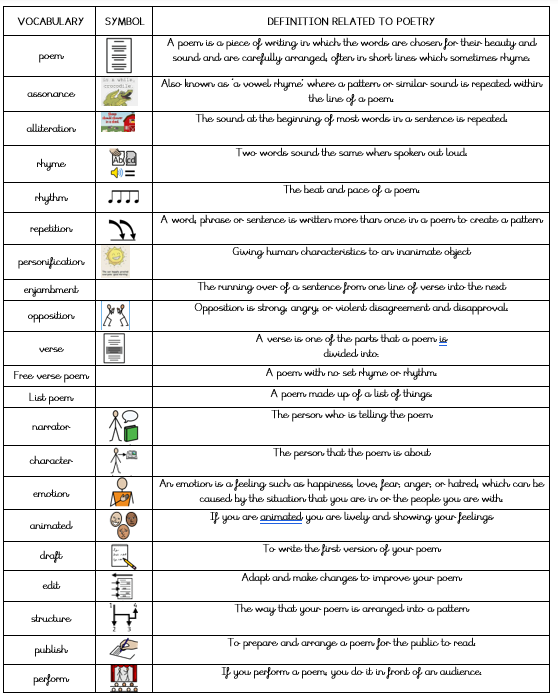 VOCABULARY SYMBOL DEFINITION RELATED TO POETRY
poem
A poem is a piece of writing in which the words are chosen for their beauty and
sound and are carefully arranged, often in short lines which sometimes rhyme.
assonance
Also known as 'a vowel rhyme' where a pattern or similar sound is repeated within
the line of a poem.
alliteration
The sound at the beginning of most words in a sentence is repeated.
rhyme
Ab cd
Two words sound the same when spoken out loud.
rhythm
The beat and pace of a poem.
repetition
A word, phrase or sentence is written more than once in a poem to create a pattern
personification
Giving human characteristics to an inanimate object
enjambment
The running over of a sentence from one line of verse into the next
opposition
Opposition is strong, angry, or violent disagreement and disapproval.
verse
A verse is one of the parts that a poem is
divided into.
Free verse poem
A poem with no set rhyme or rhythm.
List poem
A poem made up of a list of things.
narrator
The person who is telling the poem
character
The person that the poem is about
emotion
An emotion is a feeling such as happiness, love, fear, anger, or hatred, which can be
caused by the situation that you are in or the people you are with.
animated
If you are animated you are lively and showing your feelings
draft
To write the first version of your poem
edit
Adapt and make changes to improve your poem
structure
1 4
2 3
The way that your poem is arranged into a pattern
publish
To prepare and arrange a poem for the public to read.
perform
If you perform a poem, you do it in front of an audience.